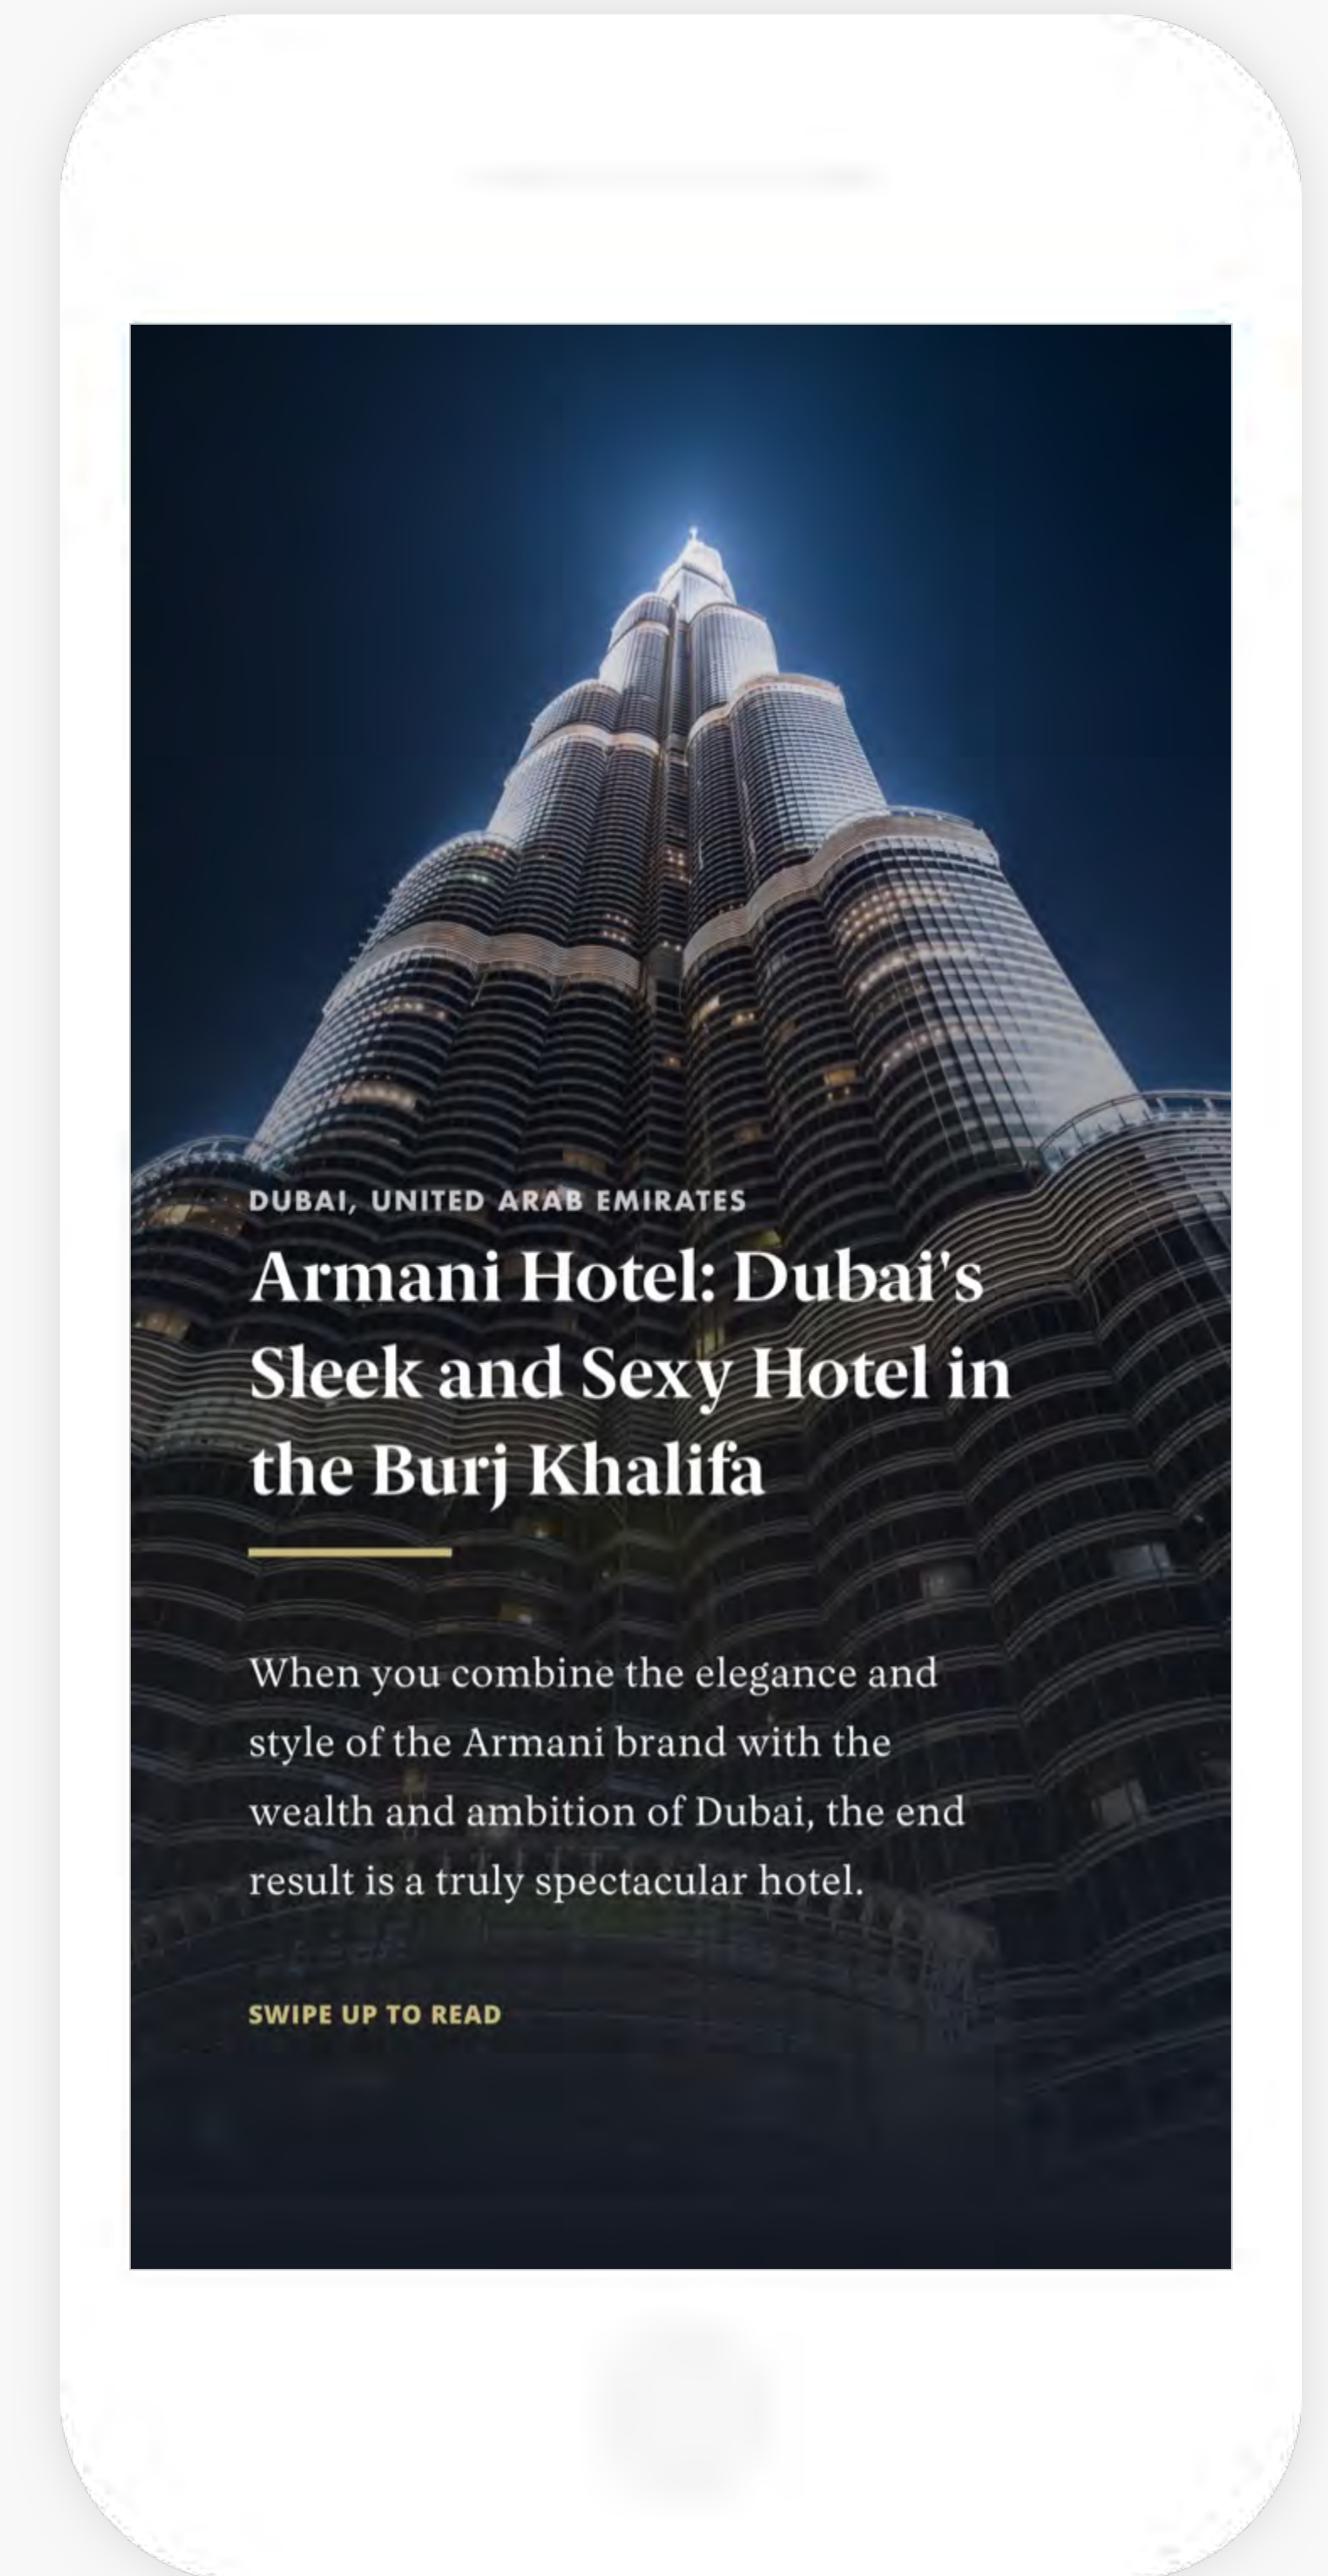 DUBAI, UNITED ARAB EMIRATES
Armani Hotel: Dubai's
Sleek and Sexy Hotel in
the Burj Khalifa
When you combine the elegance and
style of the Armani brand with the
wealth and ambition of Dubai, the end
result is a truly spectacular hotel.
SWIPE UP TO READ